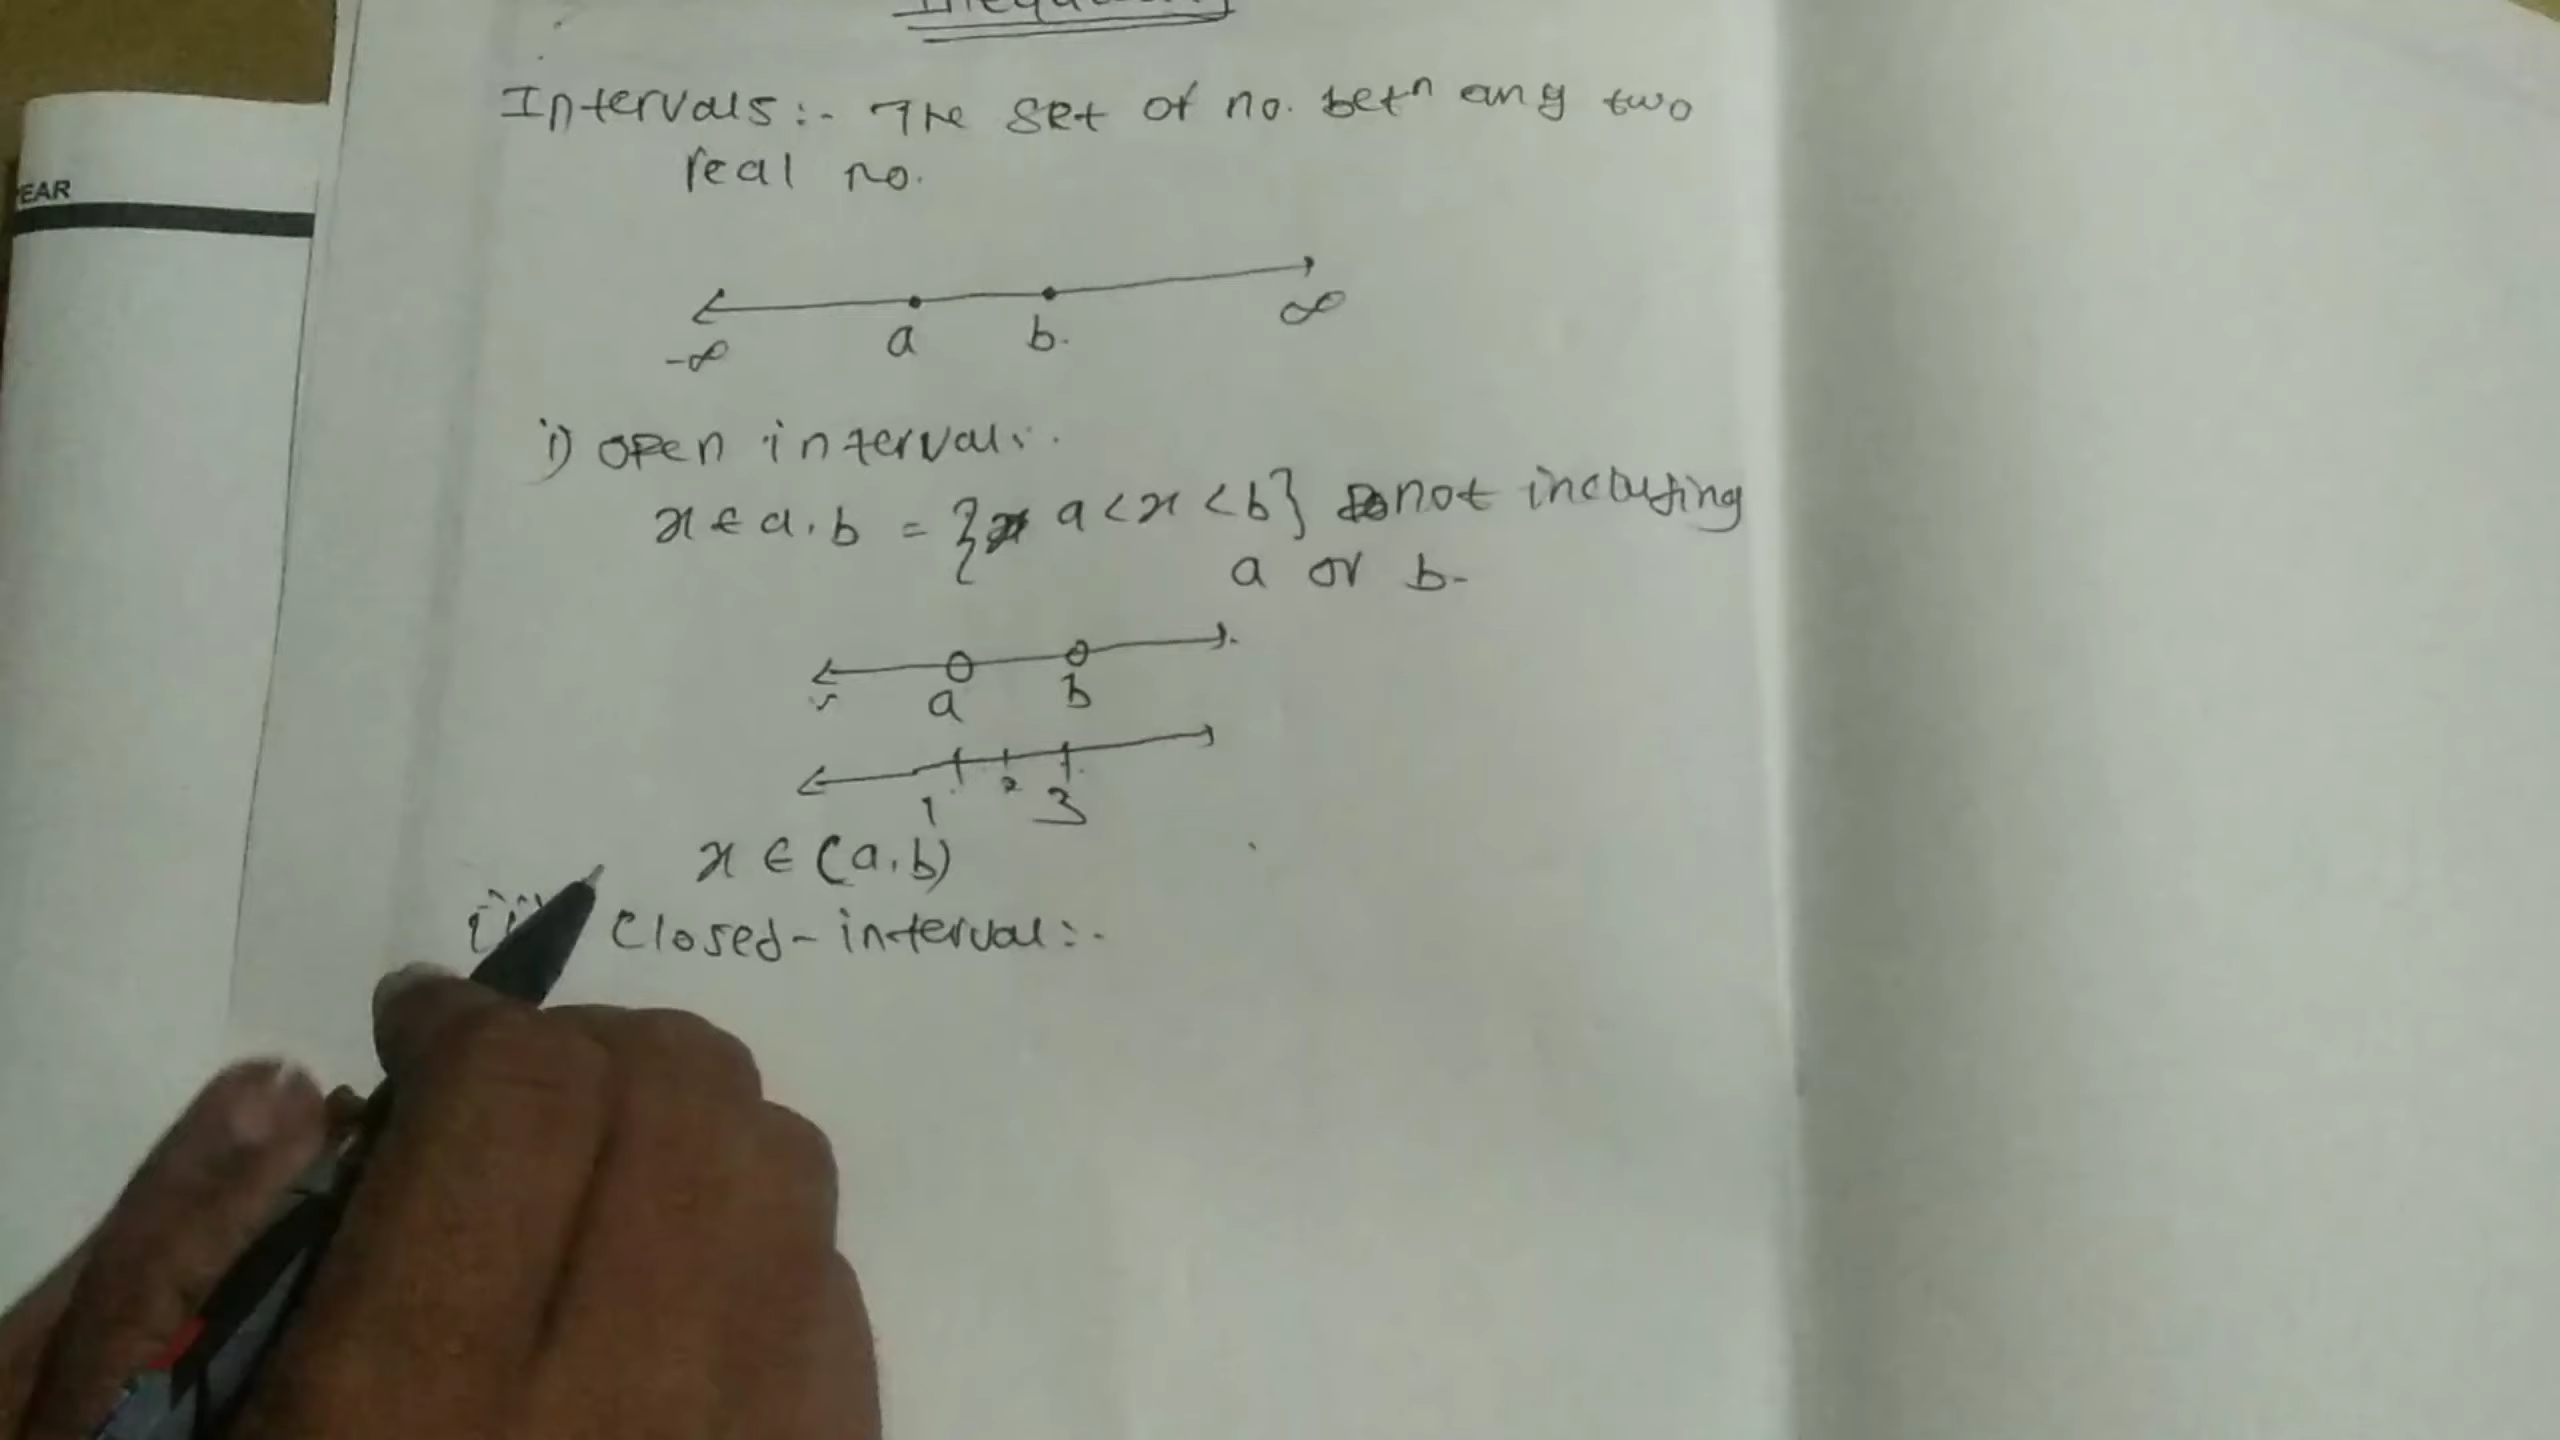 EAR
Intervals:- The set of no. betn any two
real no.
-∞ a b. ∞
i) open interval:.
x ∈ a,b = { a < x < b} not including
a or b.
a b
1 2 3
x ∈ (a,b)
Closed-interval:-